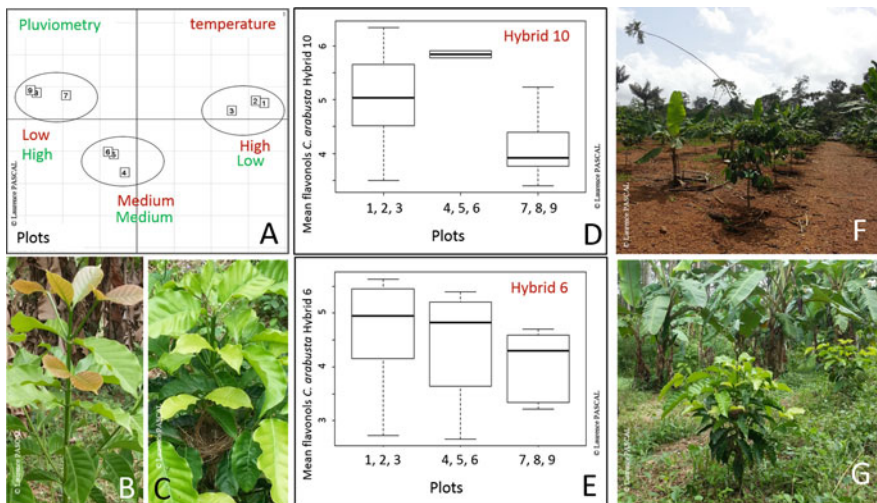 Pluviometry
temperature
1
9
8
7
3
2
1
Low
High
High
Low
6
5
4
Medium
Medium
© Laurence PASCAL
Plots
A
Mean flavonols C. arabusta Hybrid 10
Hybrid 10
6
5
4
1, 2, 3
4, 5, 6
7, 8, 9
Plots
© Laurence PASCAL
D
© Laurence PASCAL
F
© Laurence PASCAL
B
© Laurence PASCAL
C
Mean flavonols C. arabusta Hybrid 6
Hybrid 6
5
4
3
1, 2, 3
4, 5, 6
7, 8, 9
Plots
© Laurence PASCAL
E
© Laurence PASCAL
G